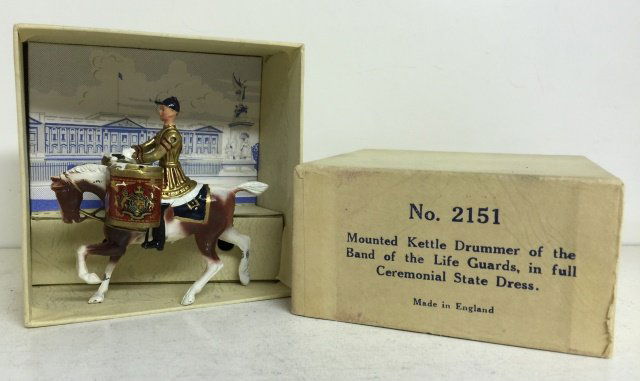 No. 2151
Mounted Kettle Drummer of the
Band of the Life Guards, in full
Ceremonial State Dress.
Made in England